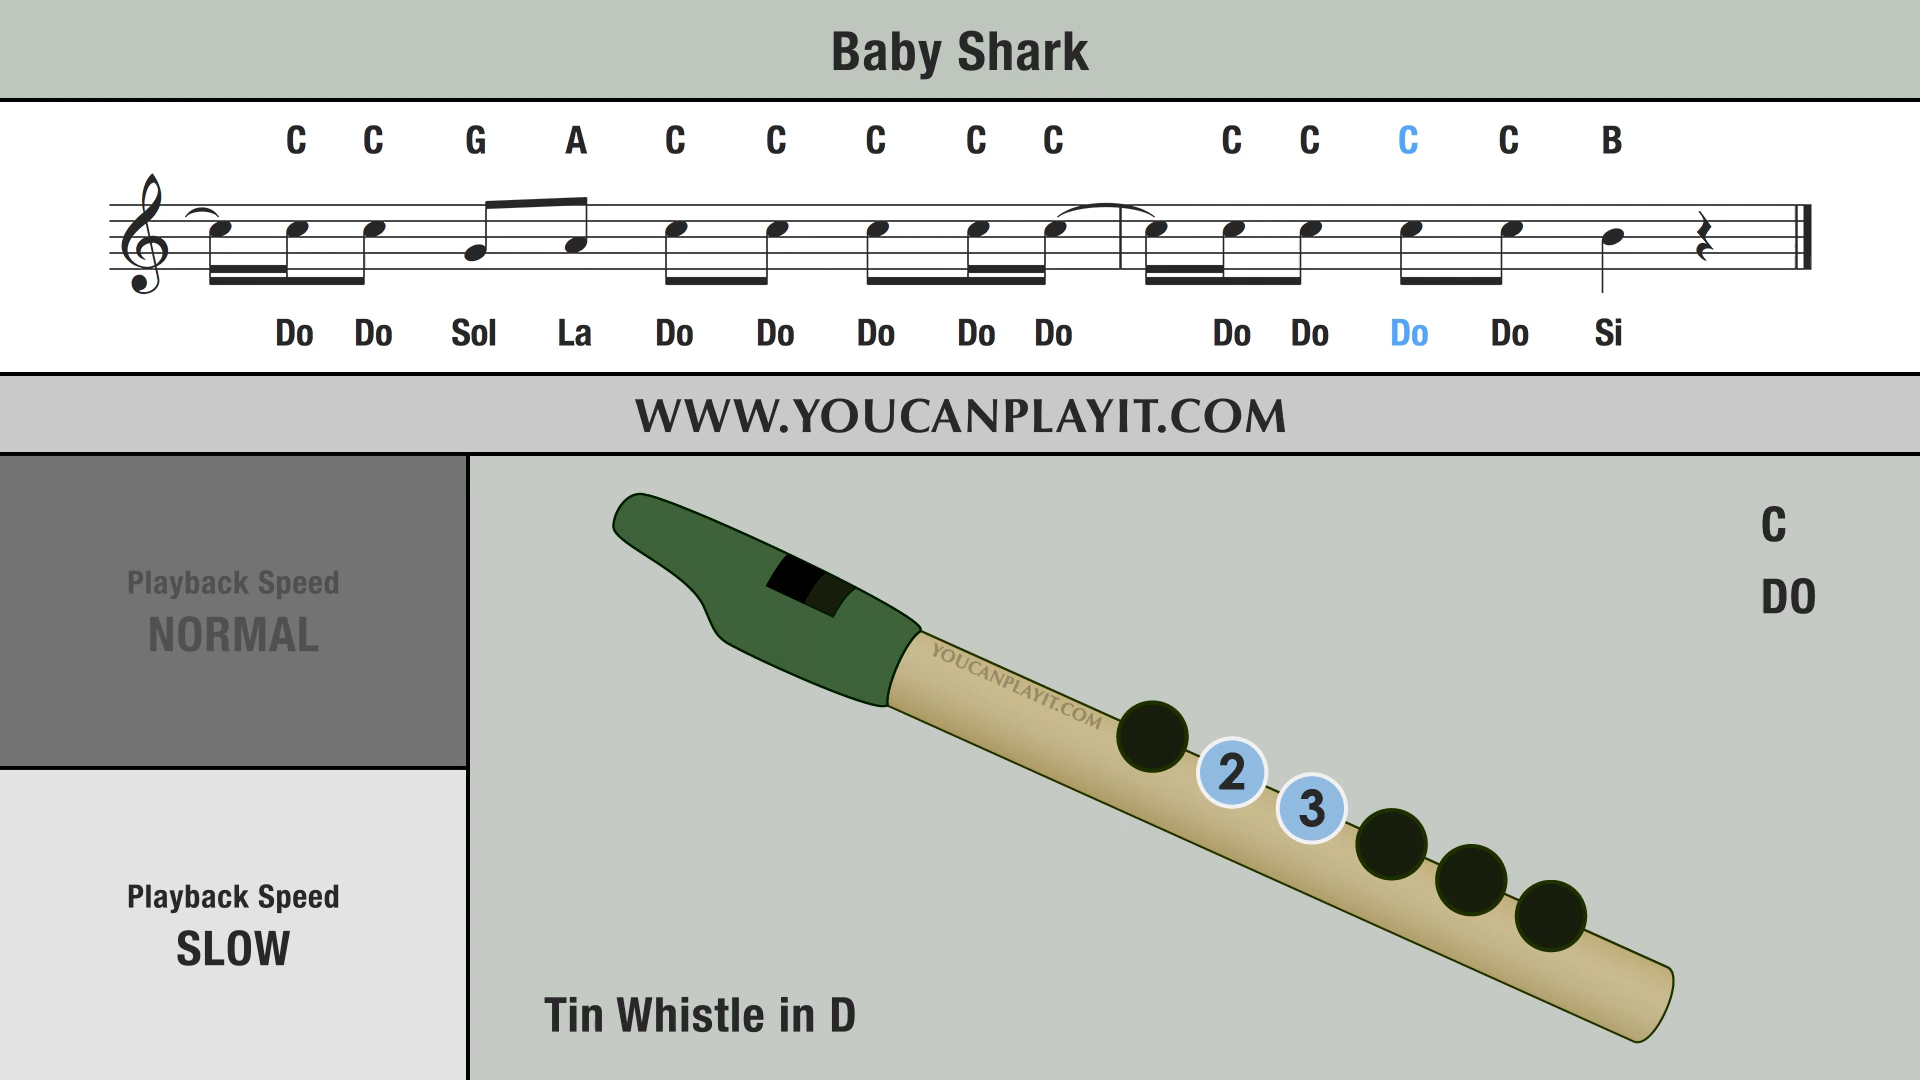 Baby Shark
C C G A C C C C C C C C C B
Do Do Sol La Do Do Do Do Do Do Do Do Do Si
WWW.YOUCANPLAYIT.COM
Playback Speed
NORMAL
Playback Speed
SLOW
C
DO
YOUCANPLAYIT.COM
2
3
Tin Whistle in D